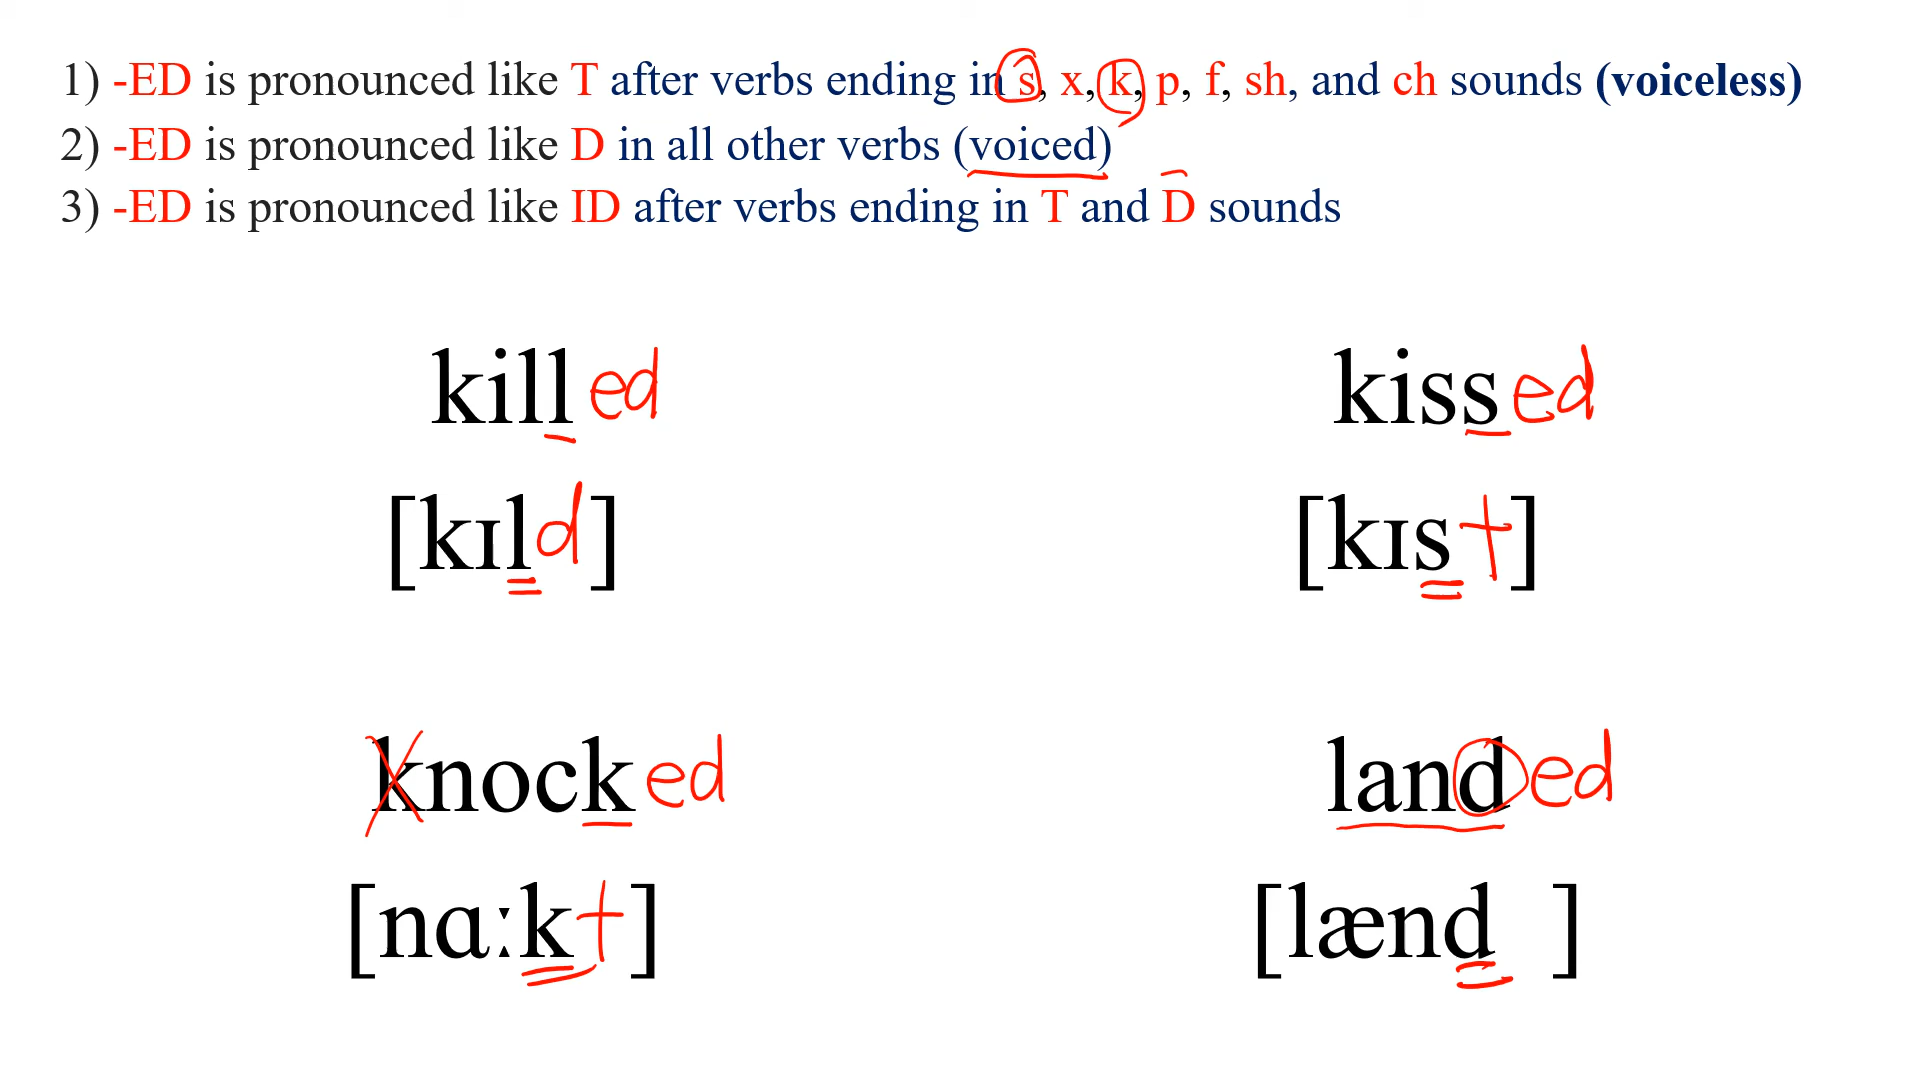 1) -ED is pronounced like T after verbs ending in s, x, k, p, f, sh, and ch sounds (voiceless)
2) -ED is pronounced like D in all other verbs (voiced)
3) -ED is pronounced like ID after verbs ending in T and D sounds
killed
kissed
[kɪld]
[kɪst]
knocked
landed
[nɑːkt]
[lænd ]